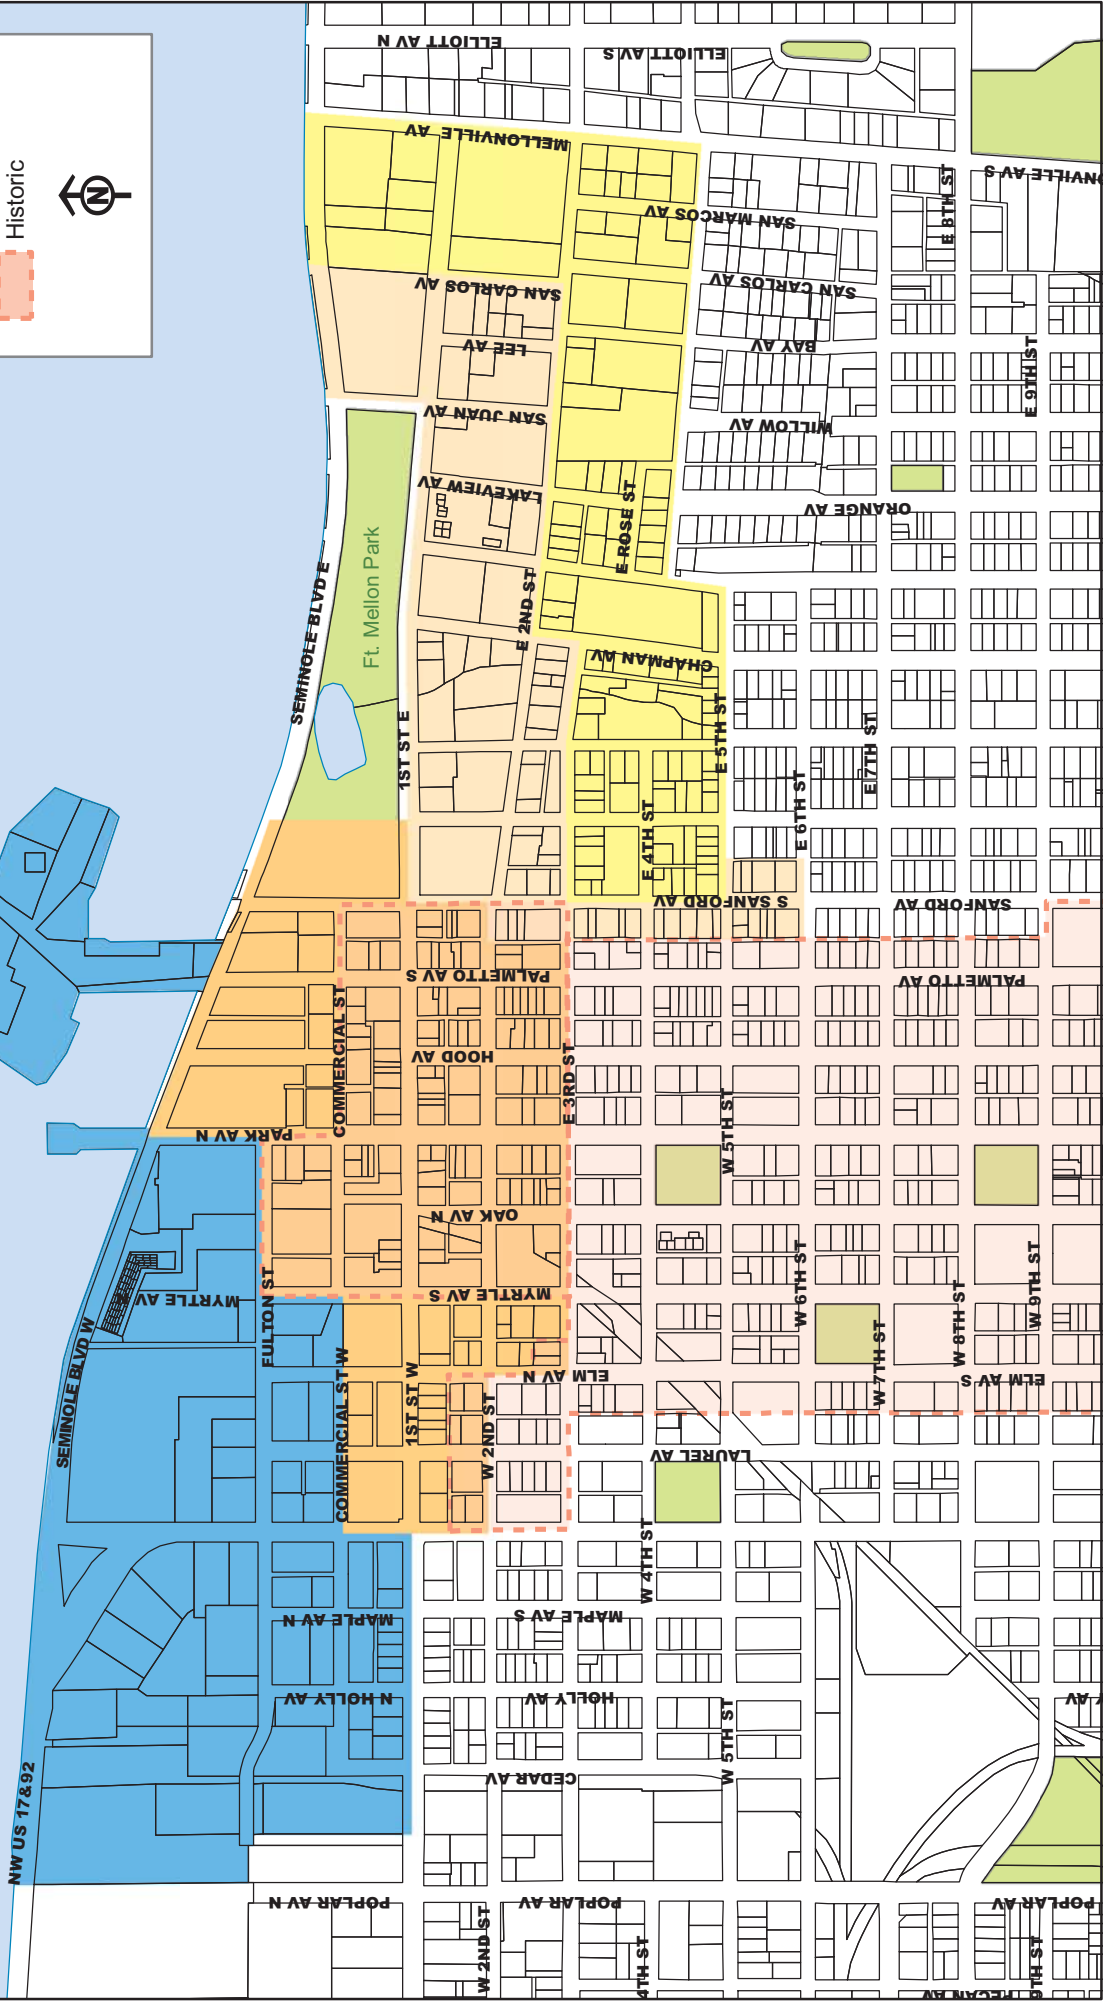 Historic
N
ELLIOTT AV N
ELLIOTT AV S
MELLONVILLE AV
SAN MARCOS AV
E 8TH ST
ONVILLE AV S
SAN CARLOS AV
SAN CARLOS AV
LEE AV
BAY AV
E 9TH ST
SAN JUAN AV
WILLOW AV
LAKEVIEW AV
ORANGE AV
E ROSE ST
SEMINOLE BLVD E
Ft. Mellon Park
E 2ND ST
CHAPMAN AV
1ST ST E
E 5TH ST
E 7TH ST
E 4TH ST
E 6TH ST
S SANFORD AV
SANFORD AV
PALMETTO AV S
PALMETTO AV
COMMERCIAL ST
HOOD AV
E 3RD ST
PARK AV N
W 5TH ST
OAK AV N
MYRTLE AV N
MYRTLE AV S
FULTON ST
W 6TH ST
W 8TH ST
W 9TH ST
SEMINOLE BLVD W
COMMERCIAL ST W
1ST ST W
ELM AV N
W 7TH ST
ELM AV S
W 2ND ST
LAUREL AV
W 4TH ST
MAPLE AV N
MAPLE AV S
N HOLLY AV
HOLLY AV
Y AV
W 5TH ST
NW US 17&92
CEDAR AV
POPLAR AV N
POPLAR AV
POPLAR AV
W 2ND ST
4TH ST
9TH ST
PECAN AV